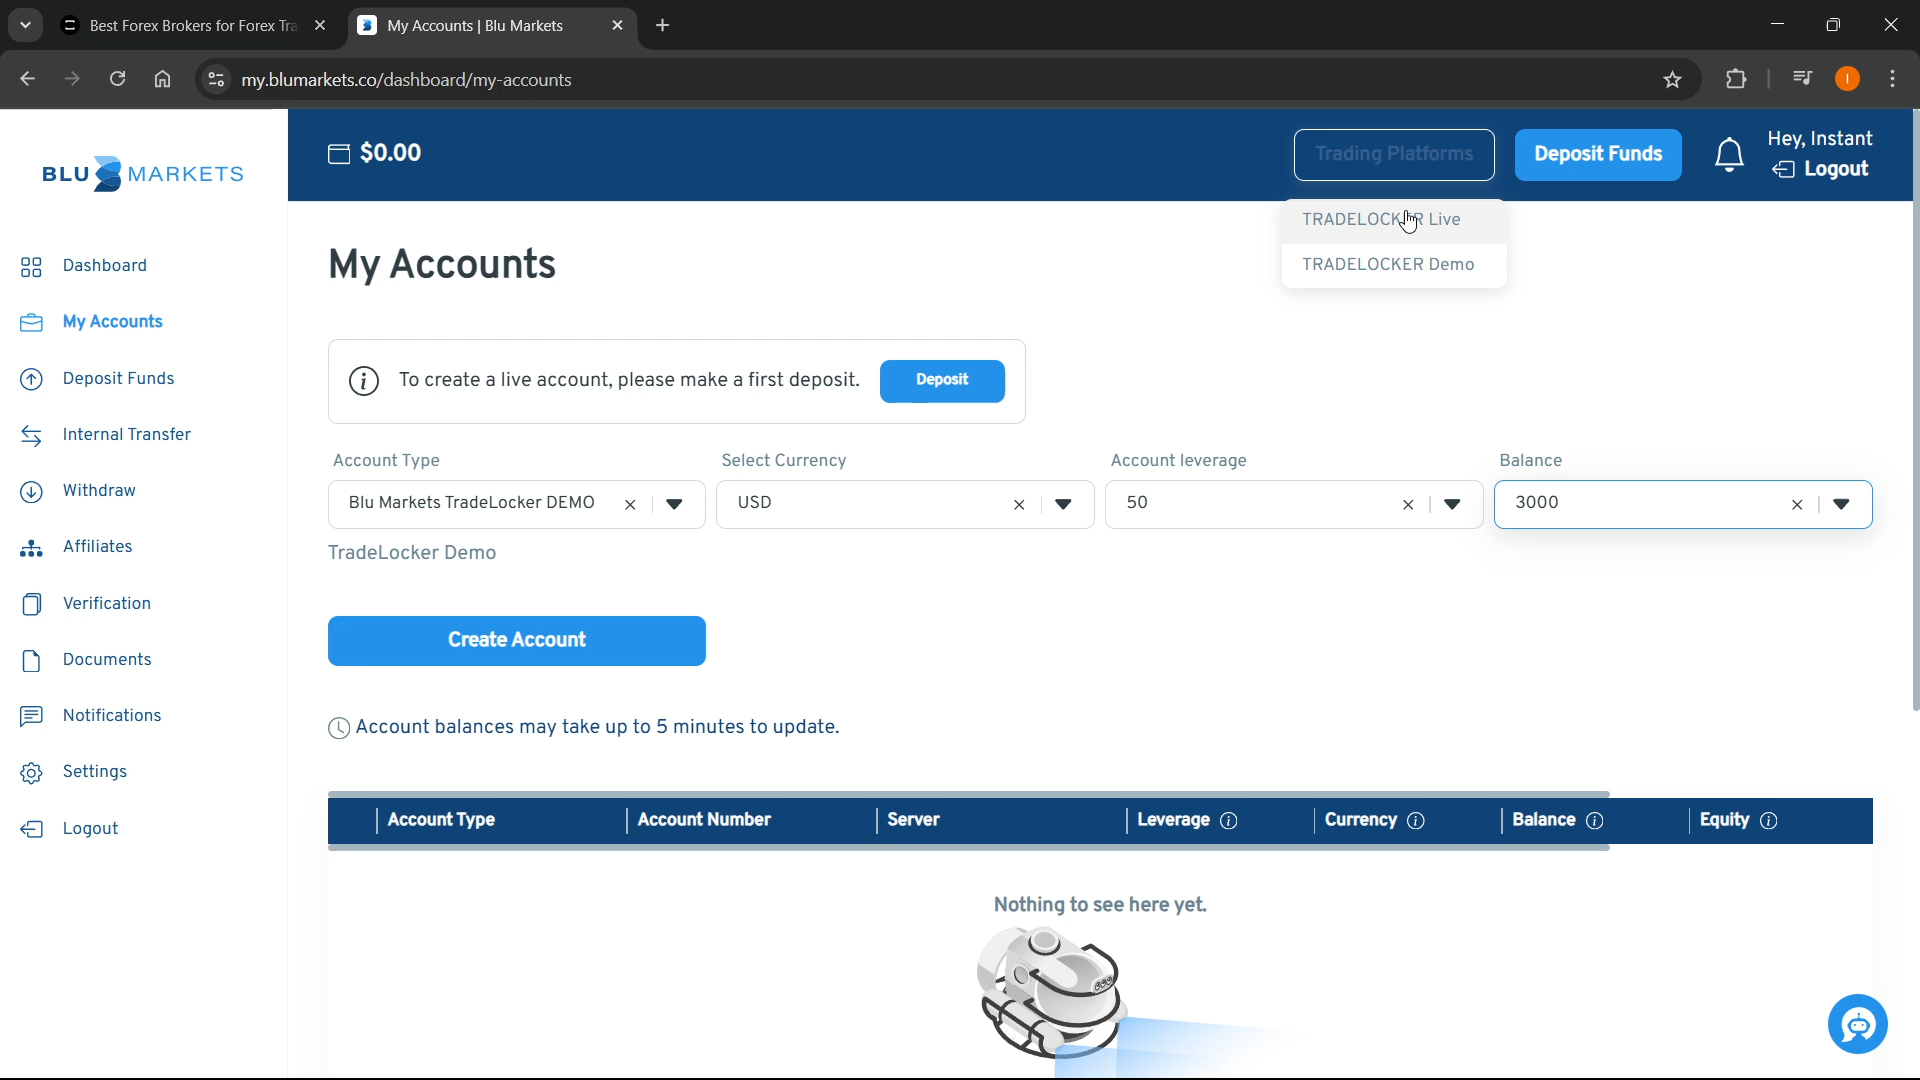 Best Forex Brokers for Forex Tra
My Accounts | Blu Markets
my.blumarkets.co/dashboard/my-accounts
I
BLU MARKETS
$0.00
Trading Platforms
Deposit Funds
Hey, Instant
Logout
TRADELOCKER Live
TRADELOCKER Demo
Dashboard
My Accounts
Deposit Funds
Internal Transfer
Withdraw
Affiliates
Verification
Documents
Notifications
Settings
Logout
My Accounts
To create a live account, please make a first deposit.
Deposit
Account Type
Select Currency
Account leverage
Balance
Blu Markets TradeLocker DEMO
USD
50
3000
TradeLocker Demo
Create Account
Account balances may take up to 5 minutes to update.
Account Type
Account Number
Server
Leverage
Currency
Balance
Equity
Nothing to see here yet.